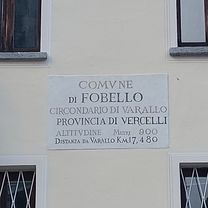 COMVNE
DI FOBELLO
CIRCONDARIO DI VARALLO
PROVINCIA DI VERCELLI
ALTITVDINE Metri 900
DISTANZA DA VARALLO KM.17,480